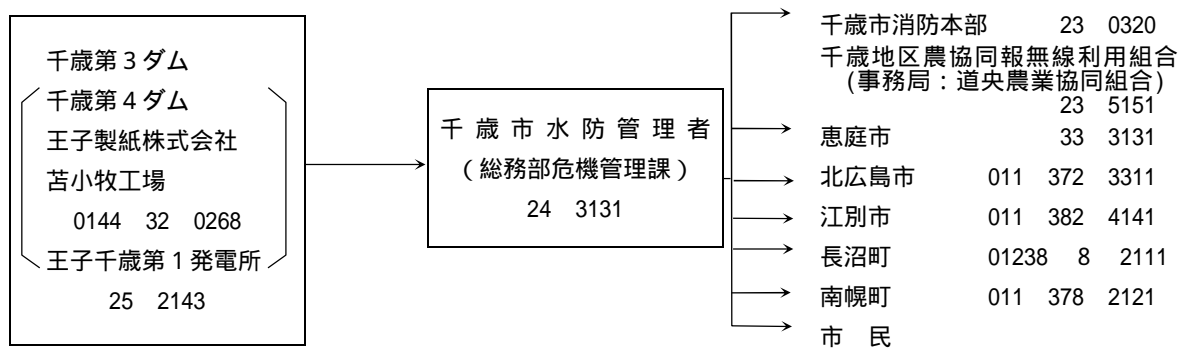 千歳第３ダム
千歳第４ダム
王子製紙株式会社
苫小牧工場
0144 32 0268
王子千歳第１発電所
25 2143
千歳市水防管理者
（総務部危機管理課）
24 3131
千歳市消防本部 23 0320
千歳地区農協同報無線利用組合
(事務局：道央農業協同組合)
23 5151
恵庭市 33 3131
北広島市 011 372 3311
江別市 011 382 4141
長沼町 01238 8 2111
南幌町 011 378 2121
市 民